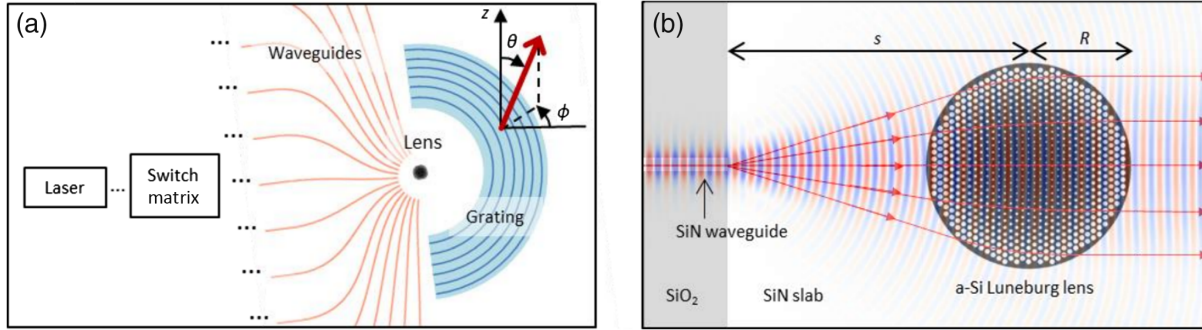 (a)
z
θ
Waveguides
ϕ
Lens
Laser
...
Switch
matrix
Grating
...
...
...
...
...
...
...
(b)
s
R
SiN waveguide
SiO₂
SiN slab
a-Si Luneburg lens